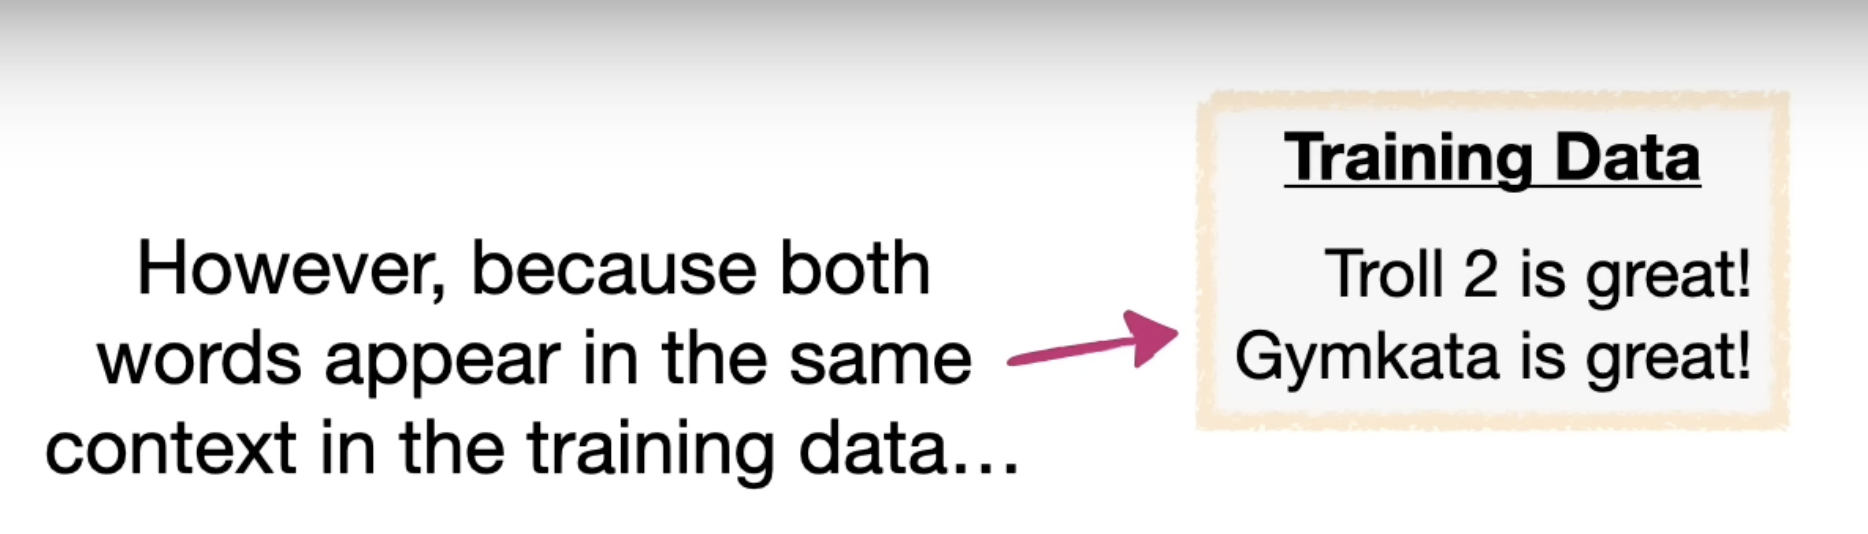 However, because both
words appear in the same
context in the training data…
Training Data
Troll 2 is great!
Gymkata is great!